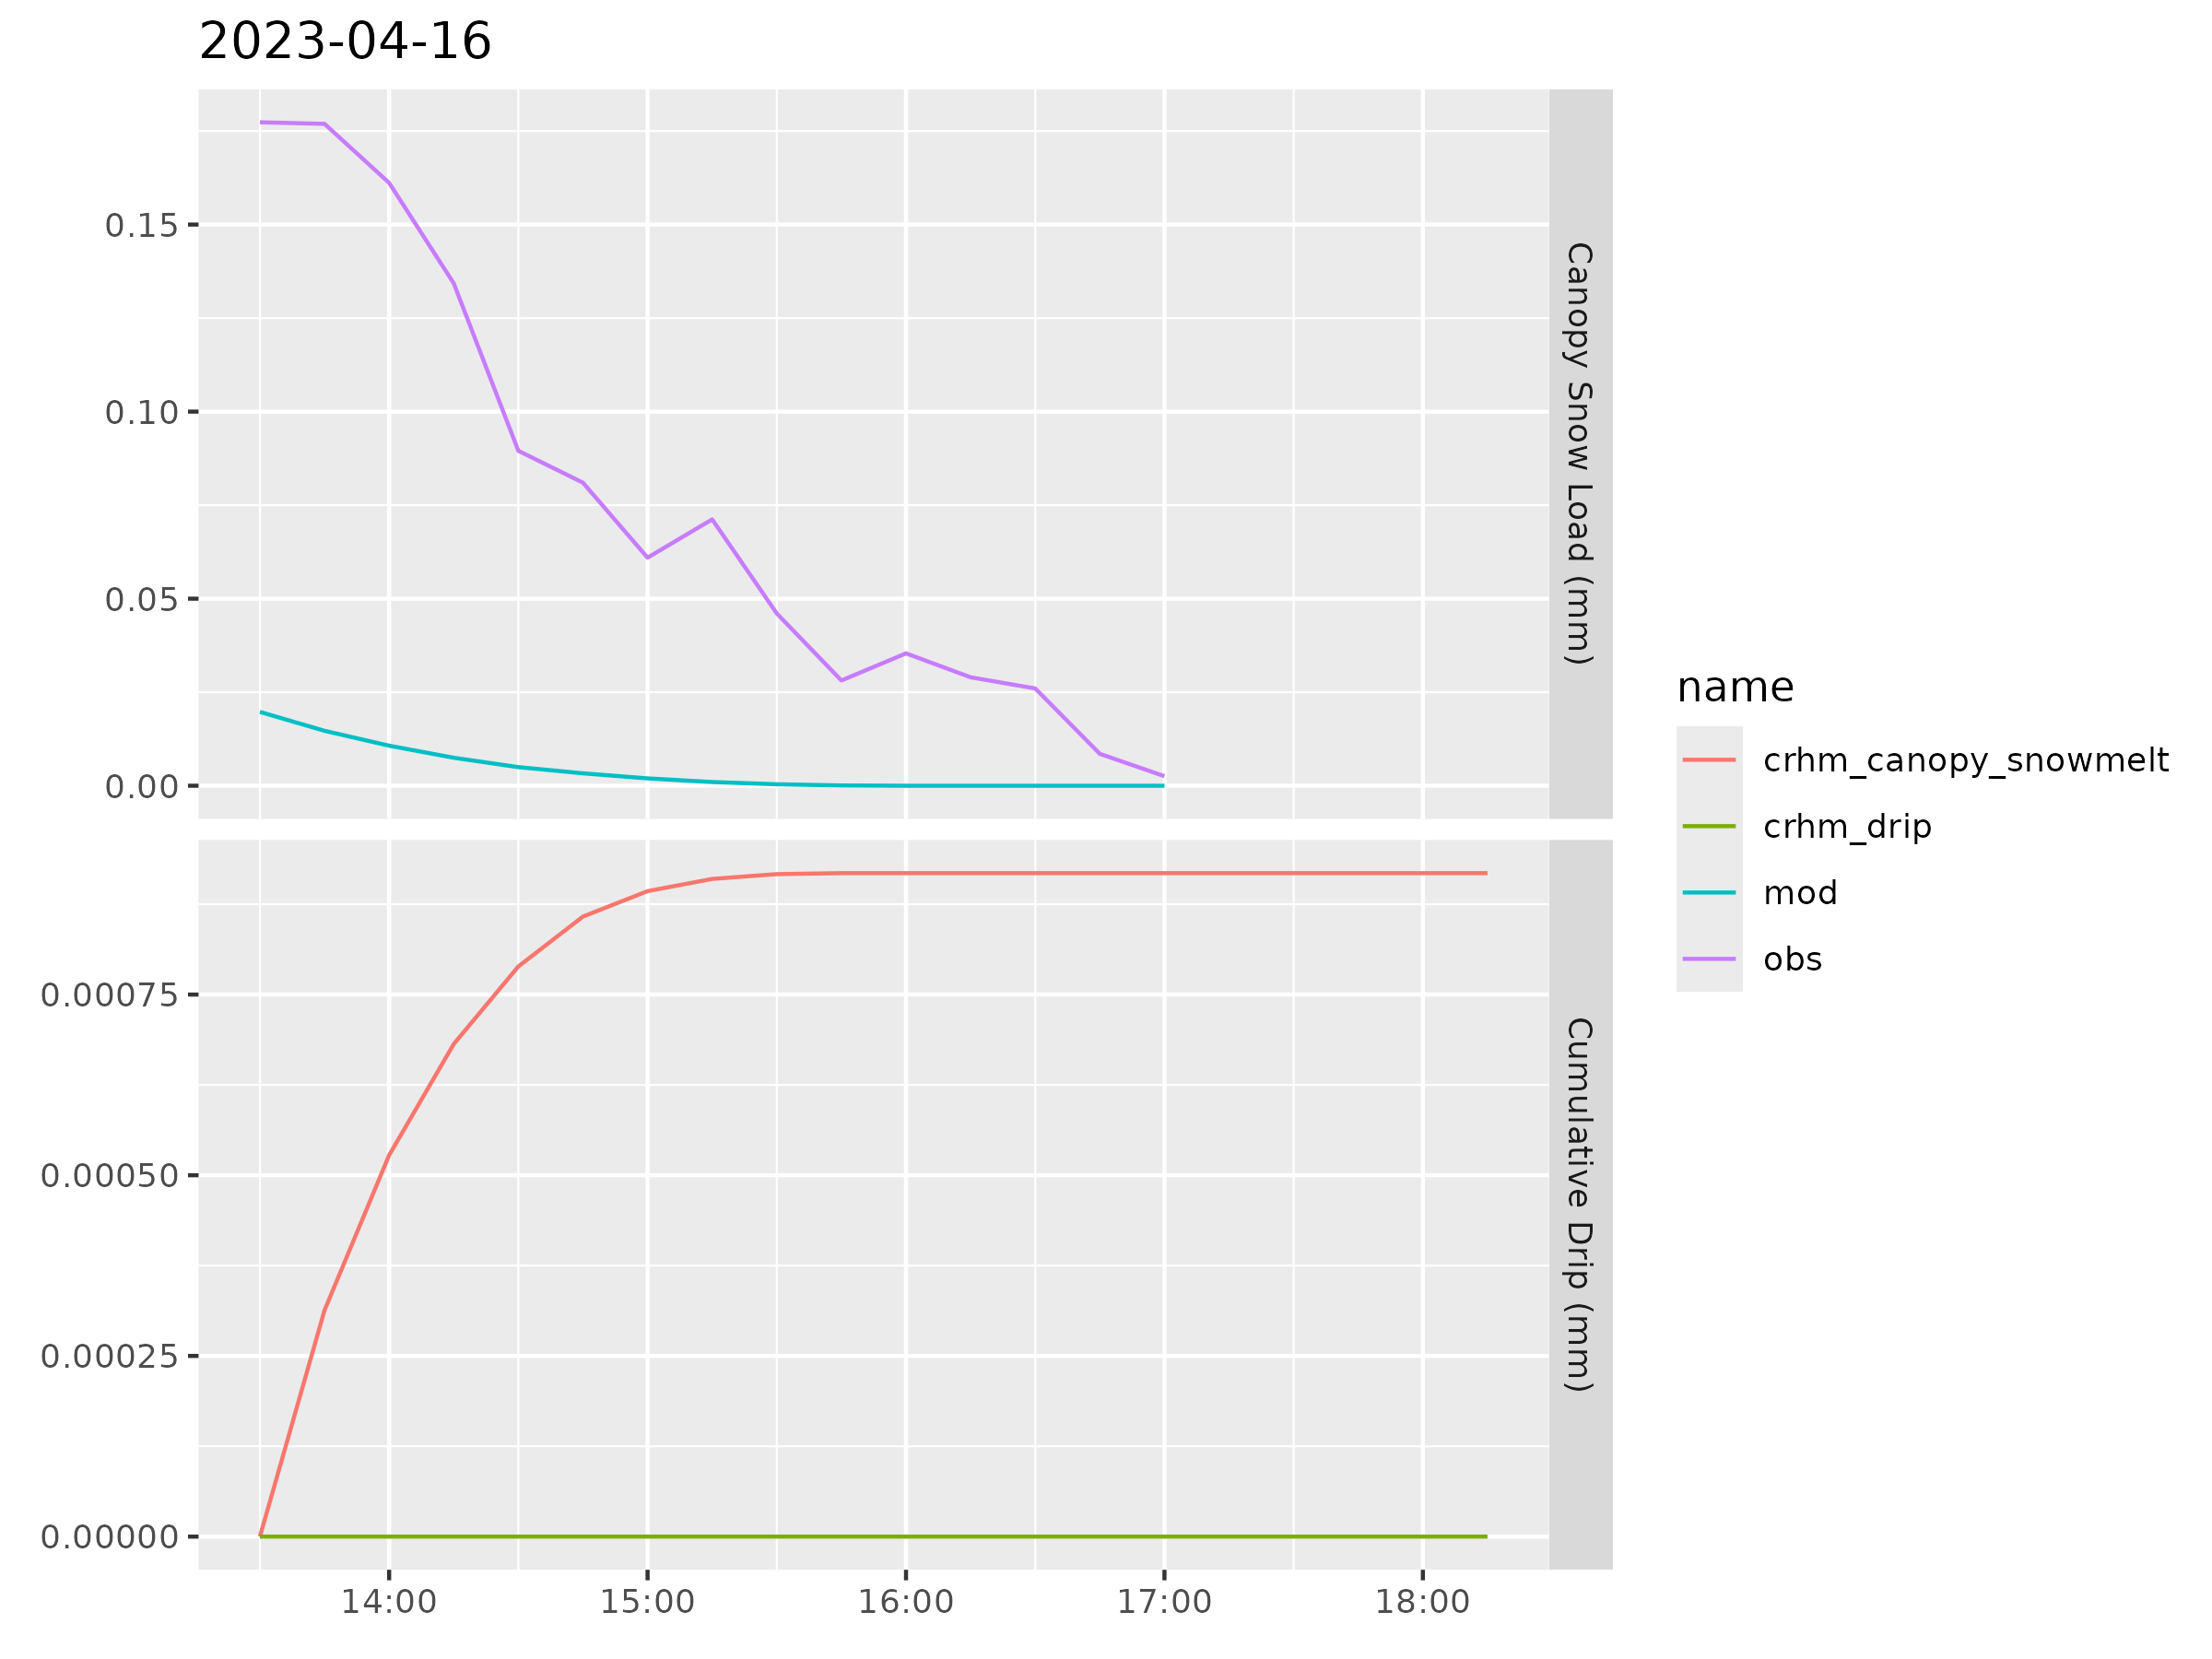 2023-04-16
0.15
0.10
0.05
0.00
Canopy Snow Load (mm)
0.00075
0.00050
0.00025
0.00000
Cumulative Drip (mm)
14:00 15:00 16:00 17:00 18:00
name
crhm_canopy_snowmelt
crhm_drip
mod
obs